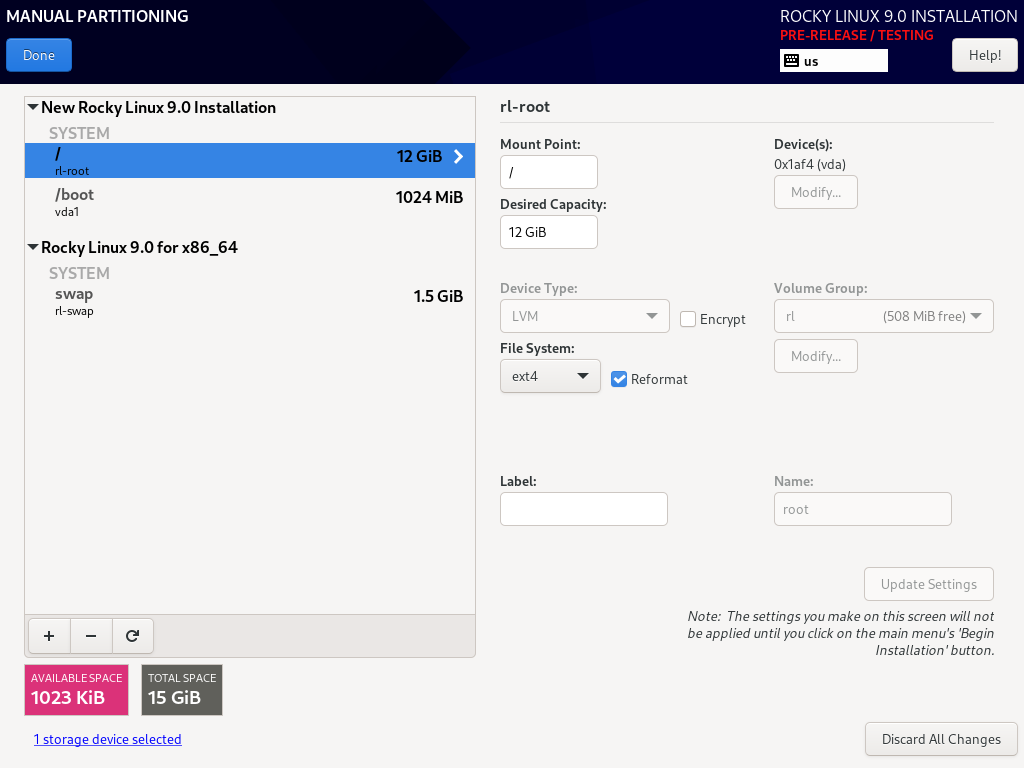 MANUAL PARTITIONING
Done
ROCKY LINUX 9.0 INSTALLATION
PRE-RELEASE / TESTING
us
Help!
New Rocky Linux 9.0 Installation
SYSTEM
/ 12 GiB
rl-root
/boot 1024 MiB
vda1
Rocky Linux 9.0 for x86_64
SYSTEM
swap 1.5 GiB
rl-swap
+ −
AVAILABLE SPACE
1023 KiB
TOTAL SPACE
15 GiB
1 storage device selected
rl-root
Mount Point:
/
Device(s):
0x1af4 (vda)
Modify...
Desired Capacity:
12 GiB
Device Type:
LVM
Encrypt
Volume Group:
rl (508 MiB free)
Modify...
File System:
ext4
Reformat
Label:
Name:
root
Update Settings
Note: The settings you make on this screen will not
be applied until you click on the main menu's 'Begin
Installation' button.
Discard All Changes